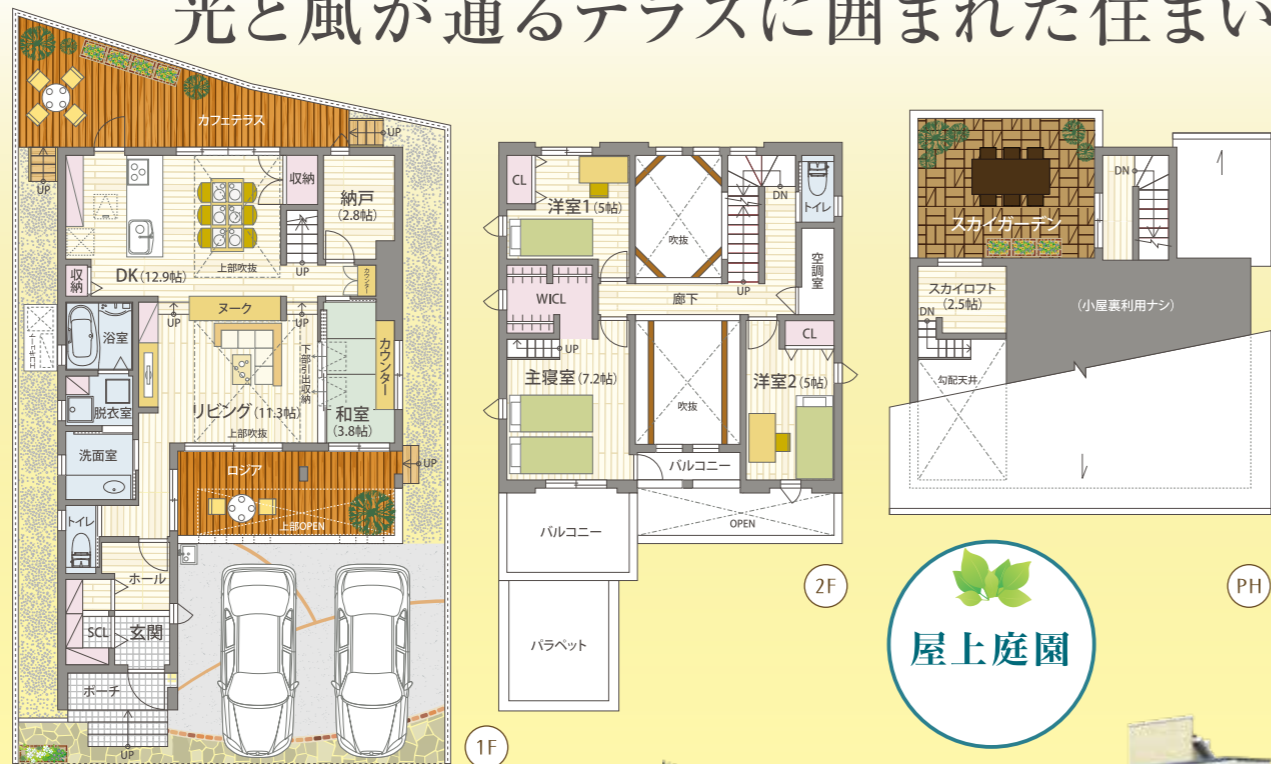 光と風が通るテラスに囲まれた住まい
カフェテラス
UP
UP
収納
納戸
(2.8帖)
UP
上部吹抜
DK(12.9帖)
収納
カウンター
ヌーク
UP
UP
浴室
エコキュート
下部引出収納
カウンター
脱衣室
リビング(11.3帖)
上部吹抜
和室
(3.8帖)
洗面室
ロジア
UP
トイレ
上部OPEN
ホール
SCL
玄関
ポーチ
UP
1F
CL
洋室1(5帖)
吹抜
DN
トイレ
空調室
UP
WICL
廊下
UP
CL
主寝室(7.2帖)
吹抜
洋室2(5帖)
バルコニー
バルコニー
OPEN
パラペット
2F
DN
スカイガーデン
スカイロフト
(2.5帖)
DN
(小屋裏利用ナシ)
勾配天井
PH
屋上庭園